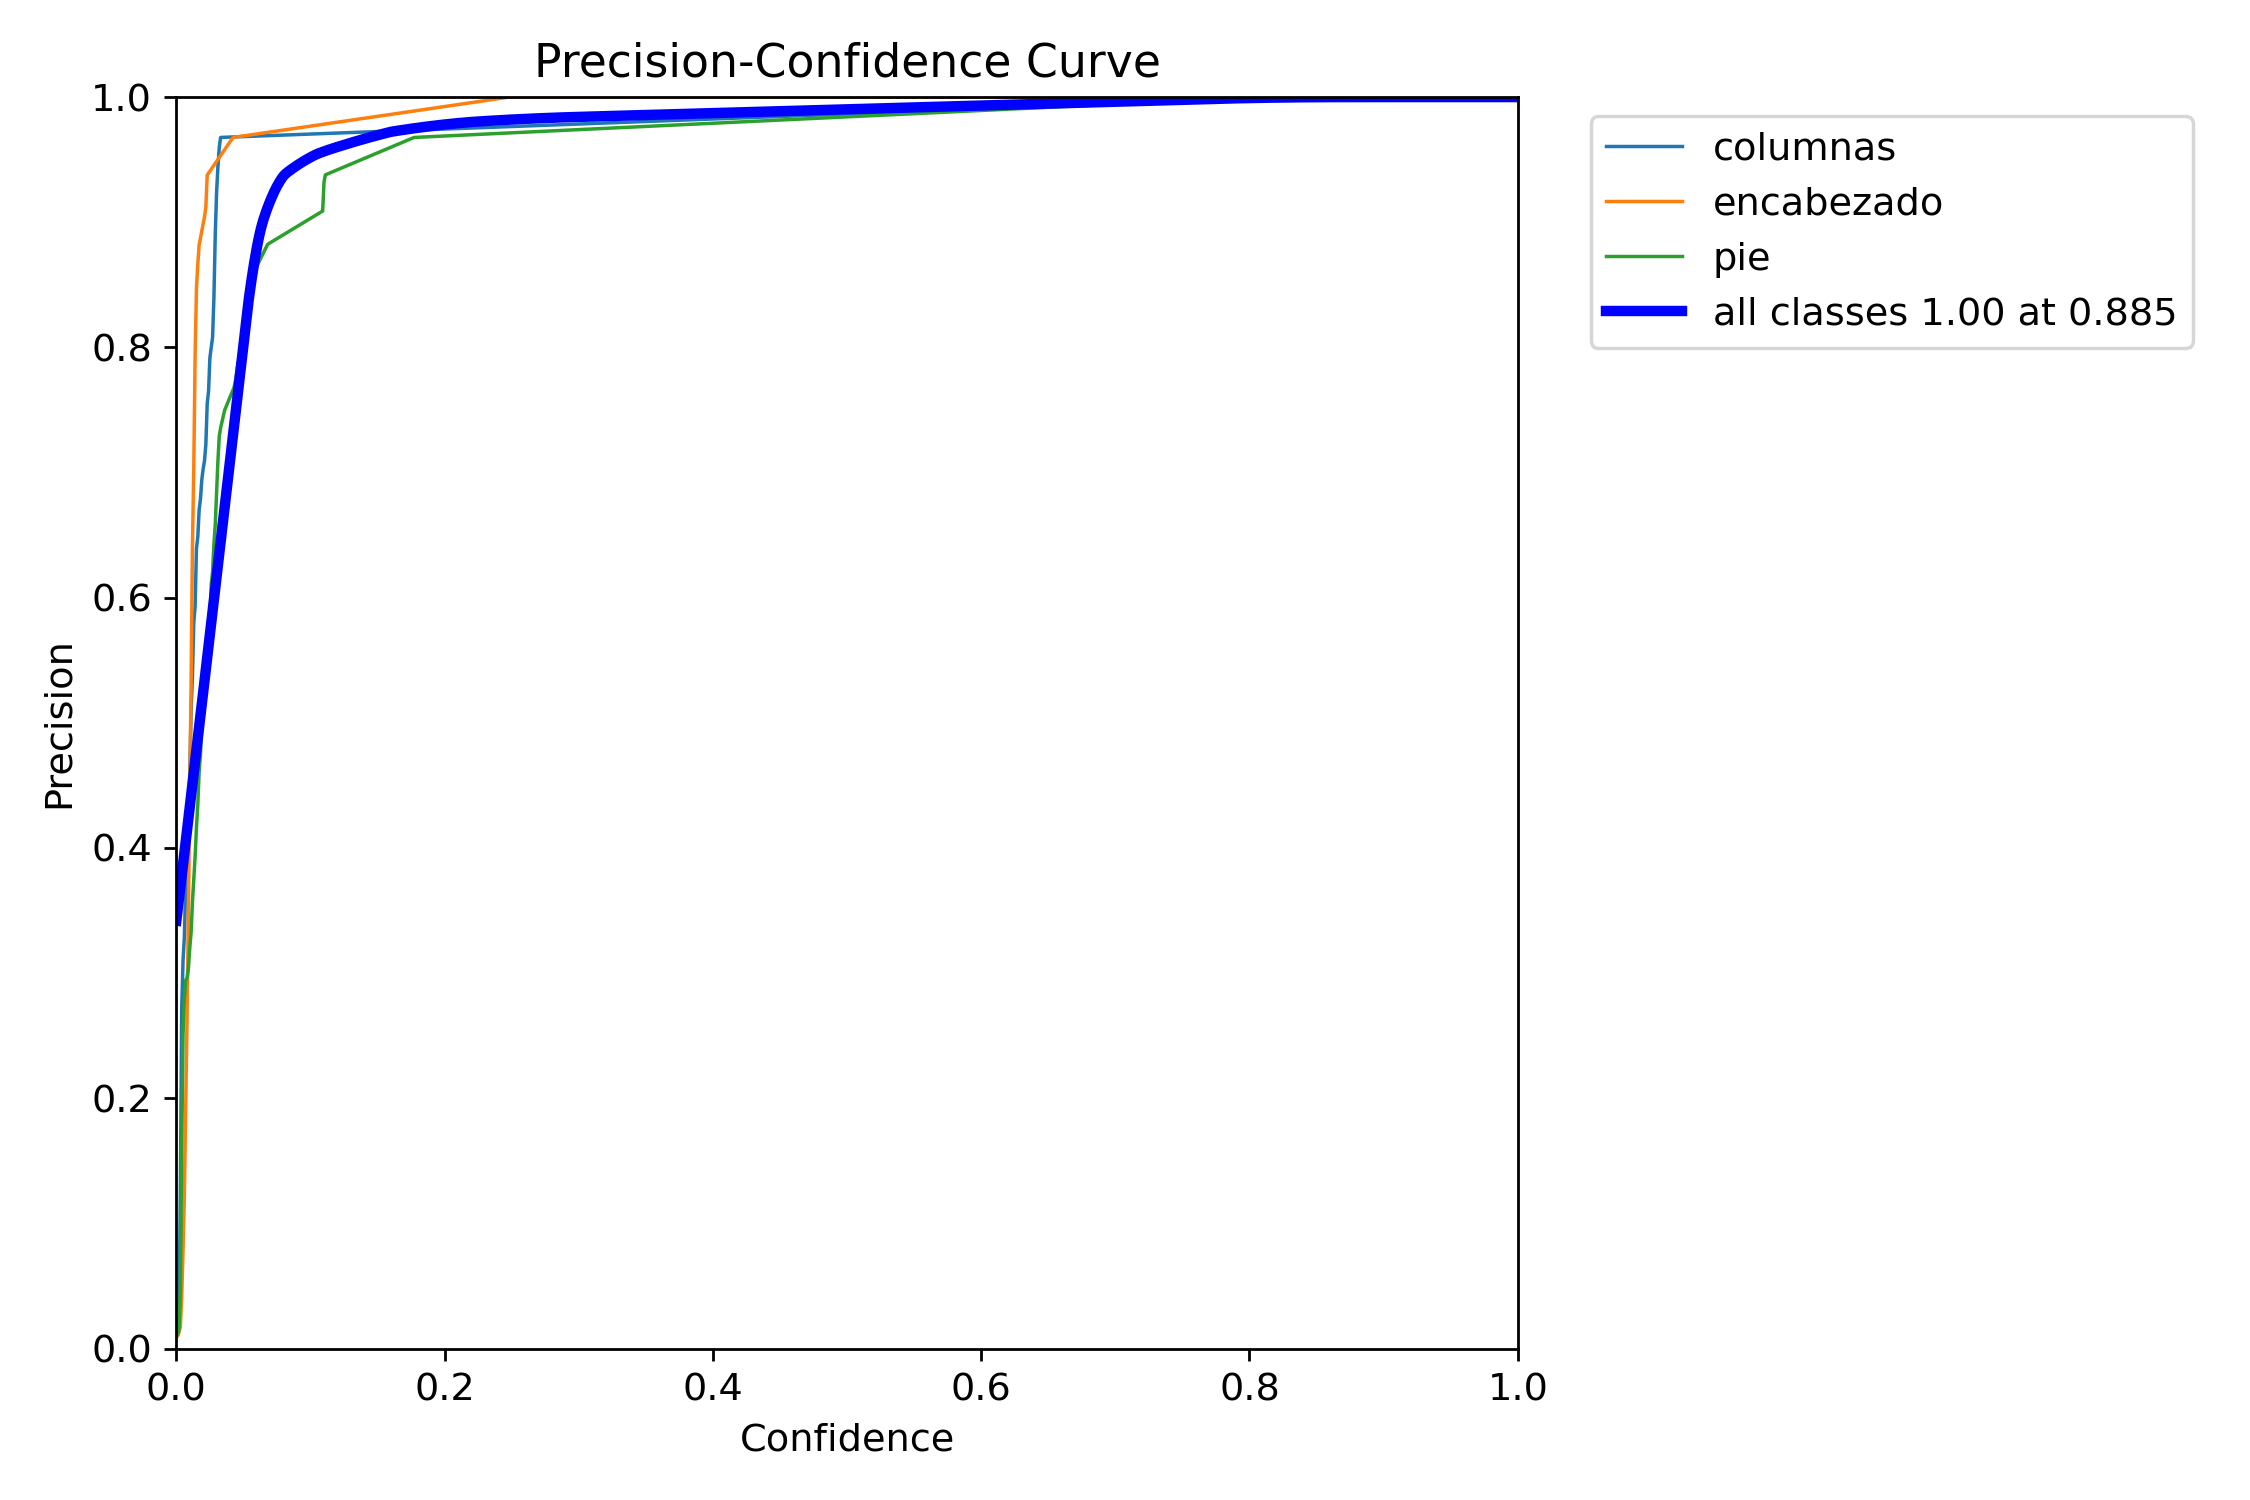 Precision-Confidence Curve
1.0
0.8
0.6
0.4
0.2
0.0
Precision
0.0 0.2 0.4 0.6 0.8 1.0
Confidence
columnas
encabezado
pie
all classes 1.00 at 0.885